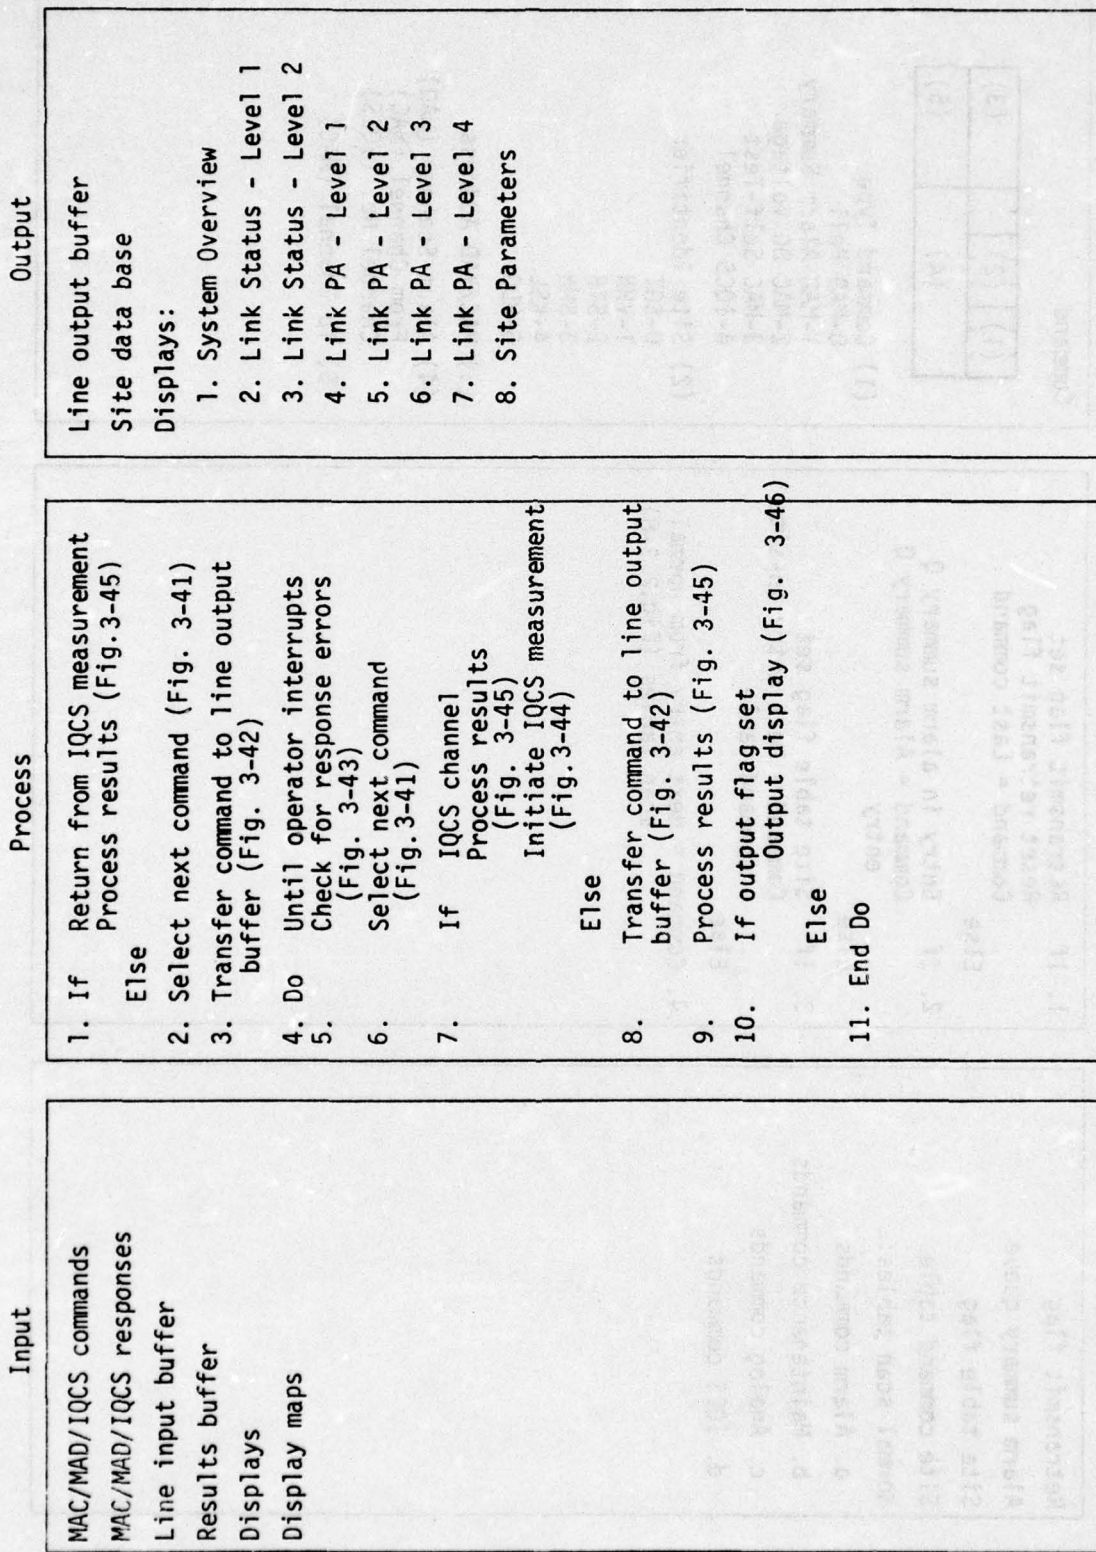 Input
MAC/MAD/IQCS commands
MAC/MAD/IQCS responses
Line input buffer
Results buffer
Displays
Display maps
Process
1. If Return from IQCS measurement
Process results (Fig.3-45)
Else
2. Select next command (Fig. 3-41)
3. Transfer command to line output
buffer (Fig. 3-42)
4. Do Until operator interrupts
5. Check for response errors
(Fig. 3-43)
6. Select next command
(Fig.3-41)
7. If IQCS channel
Process results
(Fig. 3-45)
Initiate IQCS measurement
(Fig.3-44)
Else
8. Transfer command to line output
buffer (Fig. 3-42)
9. Process results (Fig. 3-45)
10. If output flag set
Output display (Fig. 3-46)
Else
11. End Do
Output
Line output buffer
Site data base
Displays:
1. System Overview
2. Link Status - Level 1
3. Link Status - Level 2
4. Link PA - Level 1
5. Link PA - Level 2
6. Link PA - Level 3
7. Link PA - Level 4
8. Site Parameters